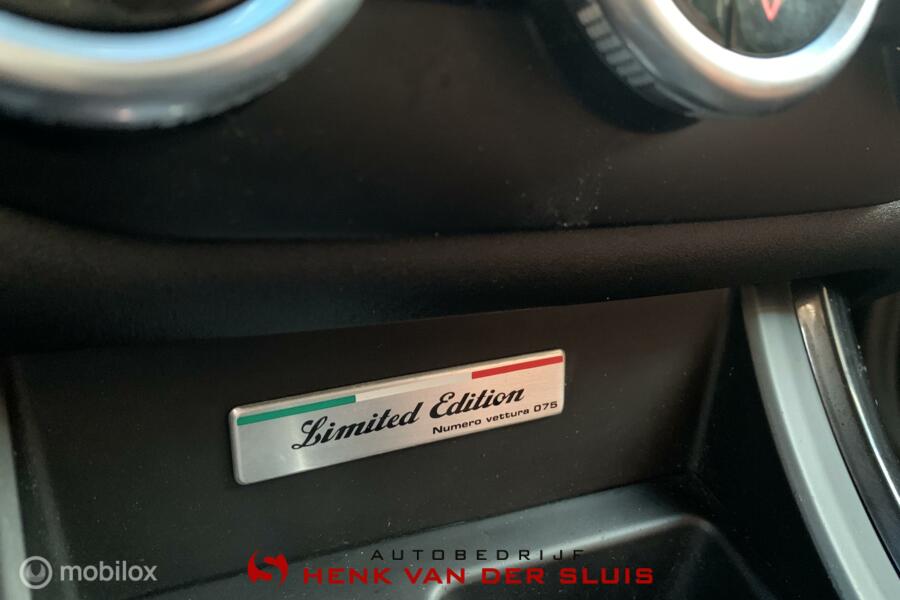 Limited Edition
Numero vettura 075
AUTOBEDRIJF
HENK VAN DER SLUIS
mobilox